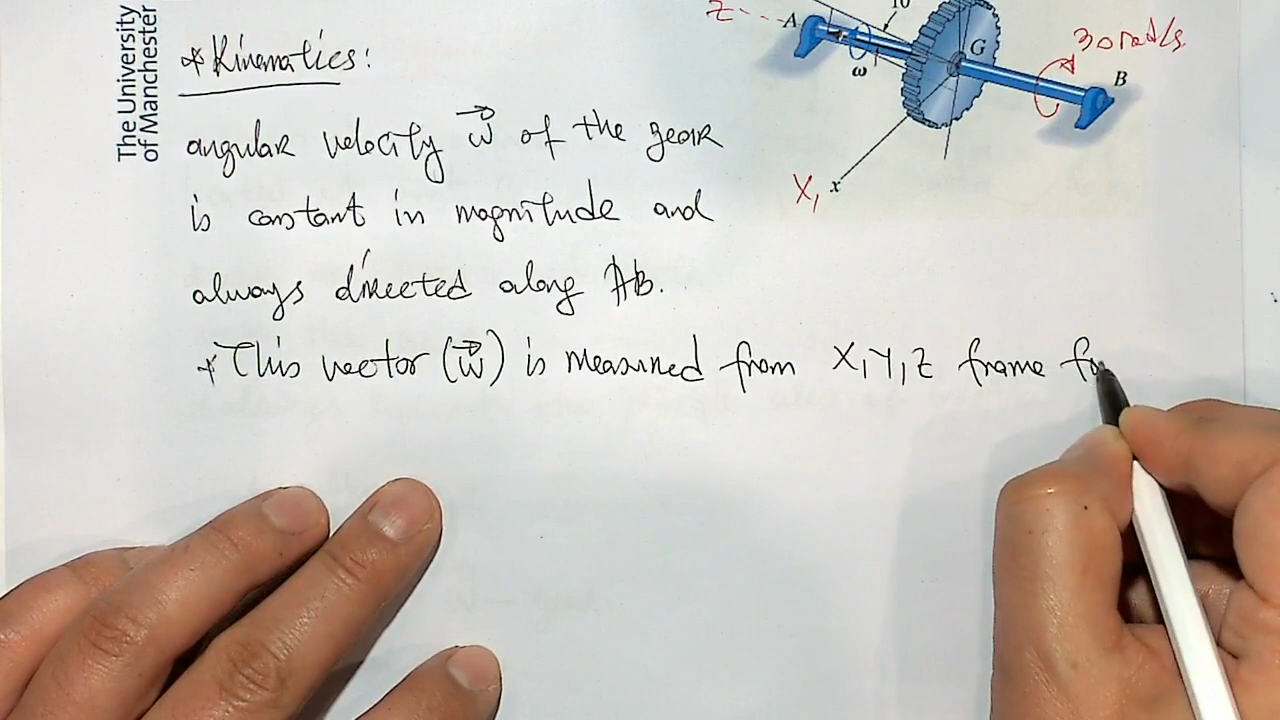 The University
of Manchester
* Kinematics:
angular velocity ω of the gear
is constant in magnitude and
always directed along AB.
* This vector (ω) is measured from X, Y, Z frame fo
Z
A
10
G
30 rad/s
ω
B
X,
x